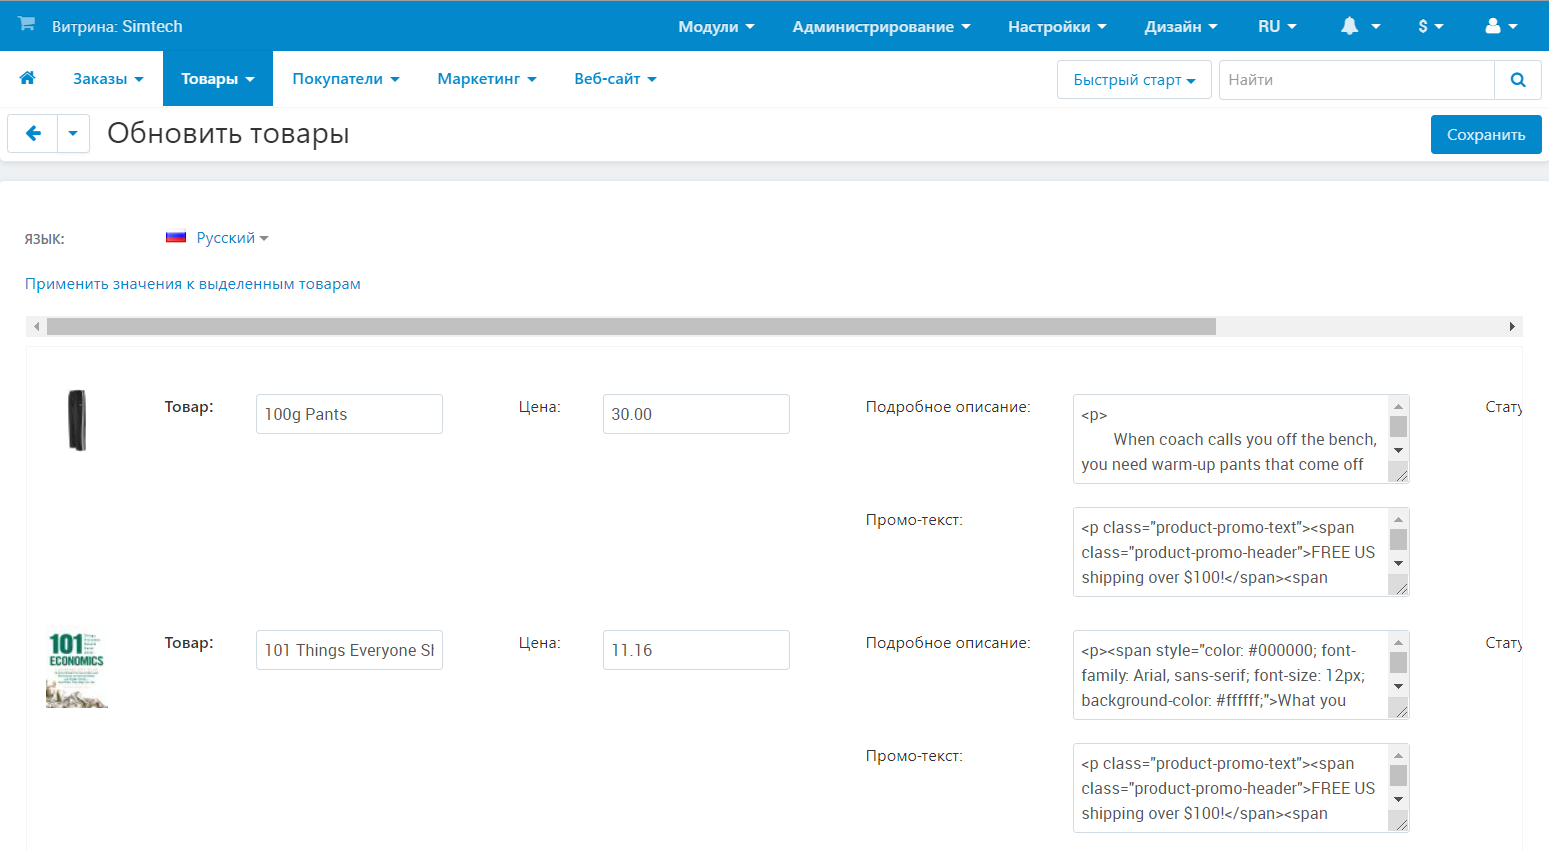 Витрина: Simtech Модули Администрирование Настройки Дизайн RU $
Заказы Товары Покупатели Маркетинг Веб-сайт Быстрый старт Найти
Обновить товары Сохранить
ЯЗЫК: Русский
Применить значения к выделенным товарам
Товар: 100g Pants Цена: 30.00 Подробное описание: Стату
<p>
When coach calls you off the bench,
you need warm-up pants that come off
Промо-текст:
<p class="product-promo-text"><span
class="product-promo-header">FREE US
shipping over $100!</span><span
101
ECONOMICS
Товар: 101 Things Everyone Sh Цена: 11.16 Подробное описание: Стату
<p><span style="color: #000000; font-
family: Arial, sans-serif; font-size: 12px;
background-color: #ffffff;">What you
Промо-текст:
<p class="product-promo-text"><span
class="product-promo-header">FREE US
shipping over $100!</span><span